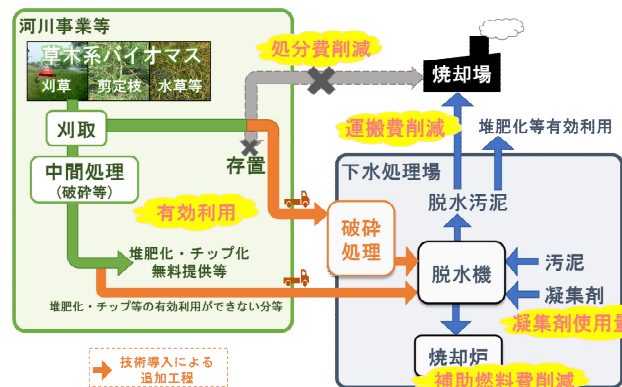 河川事業等
草木系バイオマス
刈草
剪定枝
水草等
刈取
中間処理
(破砕等)
有効利用
堆肥化・チップ化
無料提供等
堆肥化・チップ等の有効利用ができない分等
処分費削減
存置
焼却場
運搬費削減
堆肥化等有効利用
下水処理場
脱水汚泥
破砕
処理
脱水機
汚泥
凝集剤
凝集剤使用量
焼却炉
補助燃料費削減
技術導入による
追加工程